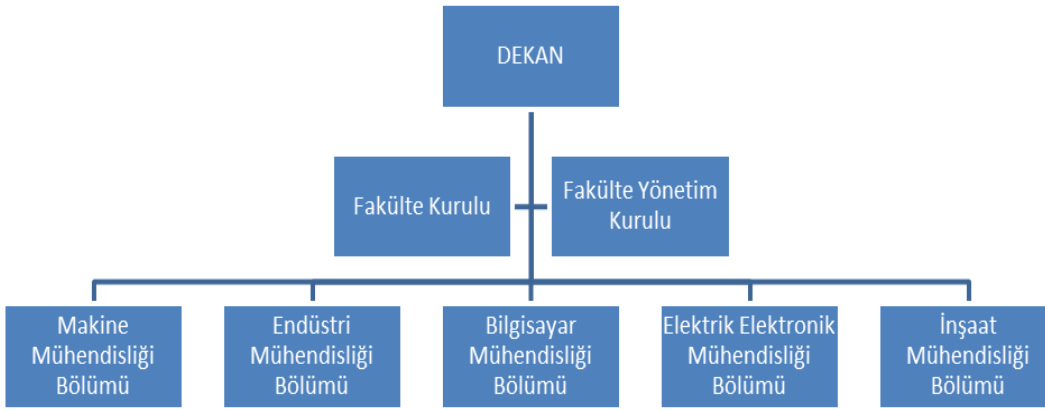 DEKAN
Fakülte Kurulu
Fakülte Yönetim
Kurulu
Makine
Mühendisliği
Bölümü
Endüstri
Mühendisliği
Bölümü
Bilgisayar
Mühendisliği
Bölümü
Elektrik Elektronik
Mühendisliği
Bölümü
İnşaat
Mühendisliği
Bölümü